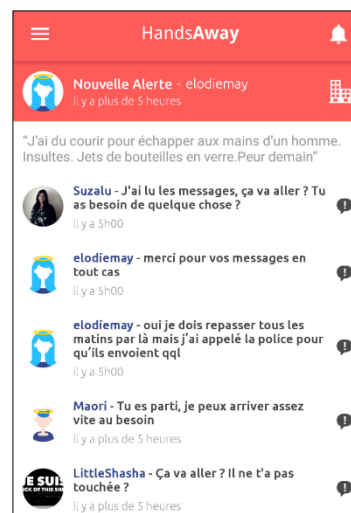 HandsAway
Nouvelle Alerte - elodiemay
il y a plus de 5 heures
“J’ai du courir pour échapper aux mains d’un homme.
Insultes. Jets de bouteilles en verre.Peur demain”
Suzalu - J’ai lu les messages, ça va aller ? Tu
as besoin de quelque chose ?
il y a 5h00
elodiemay - merci pour vos messages en
tout cas
il y a 5h00
elodiemay - oui je dois repasser tous les
matins par là mais j’ai appelé la police pour
qu’ils envoient qql
il y a 5h00
Maori - Tu es parti, je peux arriver assez
vite au besoin
il y a plus de 5 heures
LittleShasha - Ça va aller ? Il ne t’a pas
touchée ?
il y a plus de 5 heures
E SUIS
CK OF THIS SH